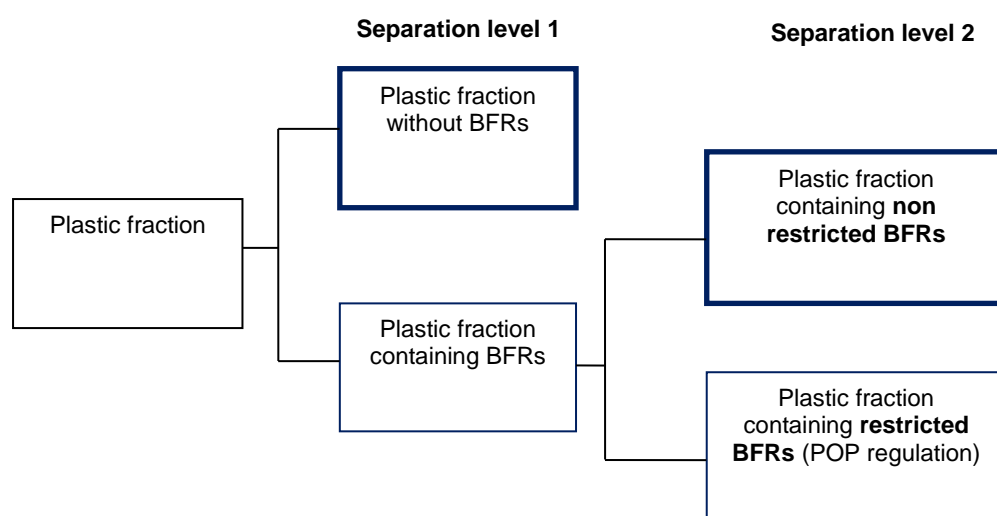 Separation level 1
Separation level 2
Plastic fraction
without BFRs
Plastic fraction
containing non
restricted BFRs
Plastic fraction
Plastic fraction
containing BFRs
Plastic fraction
containing restricted
BFRs (POP regulation)